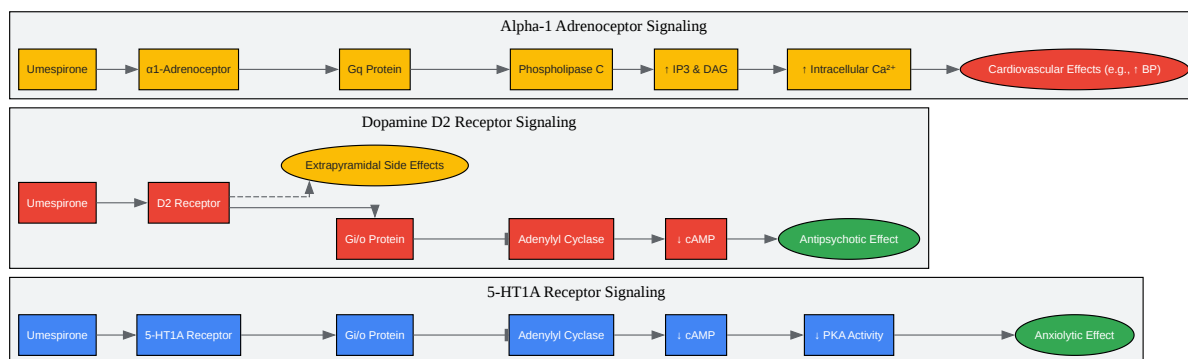 Alpha-1 Adrenoceptor Signaling
Umespirone
α1-Adrenoceptor
Gq Protein
Phospholipase C
↑ IP3 & DAG
↑ Intracellular Ca²⁺
Cardiovascular Effects (e.g., ↑ BP)
Dopamine D2 Receptor Signaling
Extrapyramidal Side Effects
Umespirone
D2 Receptor
Gi/o Protein
Adenylyl Cyclase
↓ cAMP
Antipsychotic Effect
5-HT1A Receptor Signaling
Umespirone
5-HT1A Receptor
Gi/o Protein
Adenylyl Cyclase
↓ cAMP
↓ PKA Activity
Anxiolytic Effect